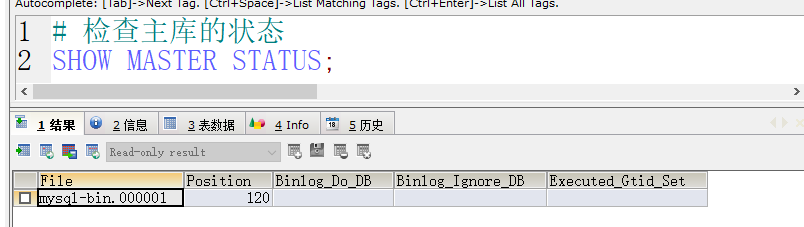 Autocomplete: [Tab]->Next Tag. [Ctrl+Space]->List Matching Tags. [Ctrl+Enter]->List All Tags.
1 # 检查主库的状态
2 SHOW MASTER STATUS;
1 结果 2 信息 3 表数据 4 Info 18 5 历史
Read-only result
File Position Binlog_Do_DB Binlog_Ignore_DB Executed_Gtid_Set
mysql-bin.000001 120